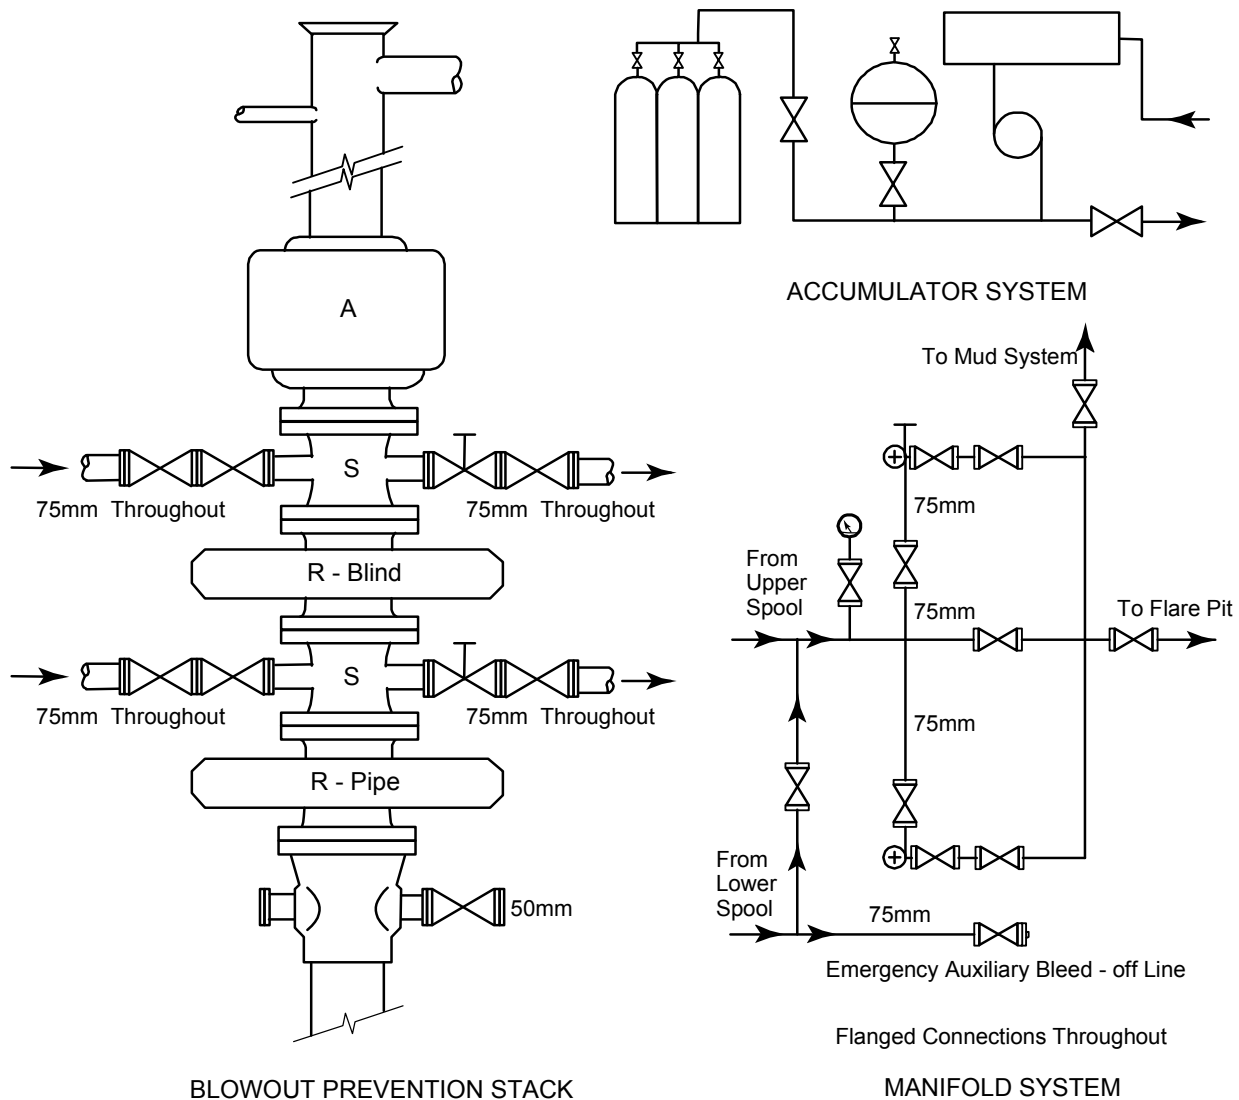 A
S
75mm Throughout
75mm Throughout
R - Blind
S
75mm Throughout
75mm Throughout
R - Pipe
50mm
BLOWOUT PREVENTION STACK
ACCUMULATOR SYSTEM
To Mud System
75mm
From
Upper
Spool
75mm
To Flare Pit
75mm
From
Lower
Spool
75mm
Emergency Auxiliary Bleed - off Line
Flanged Connections Throughout
MANIFOLD SYSTEM